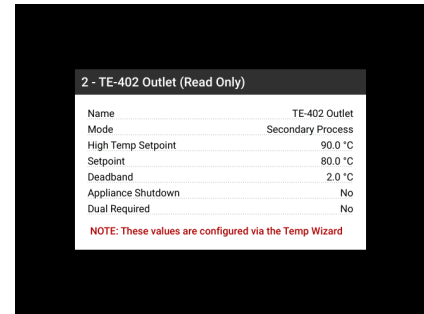 2 - TE-402 Outlet (Read Only)
Name TE-402 Outlet
Mode Secondary Process
High Temp Setpoint 90.0 °C
Setpoint 80.0 °C
Deadband 2.0 °C
Appliance Shutdown No
Dual Required No
NOTE: These values are configured via the Temp Wizard